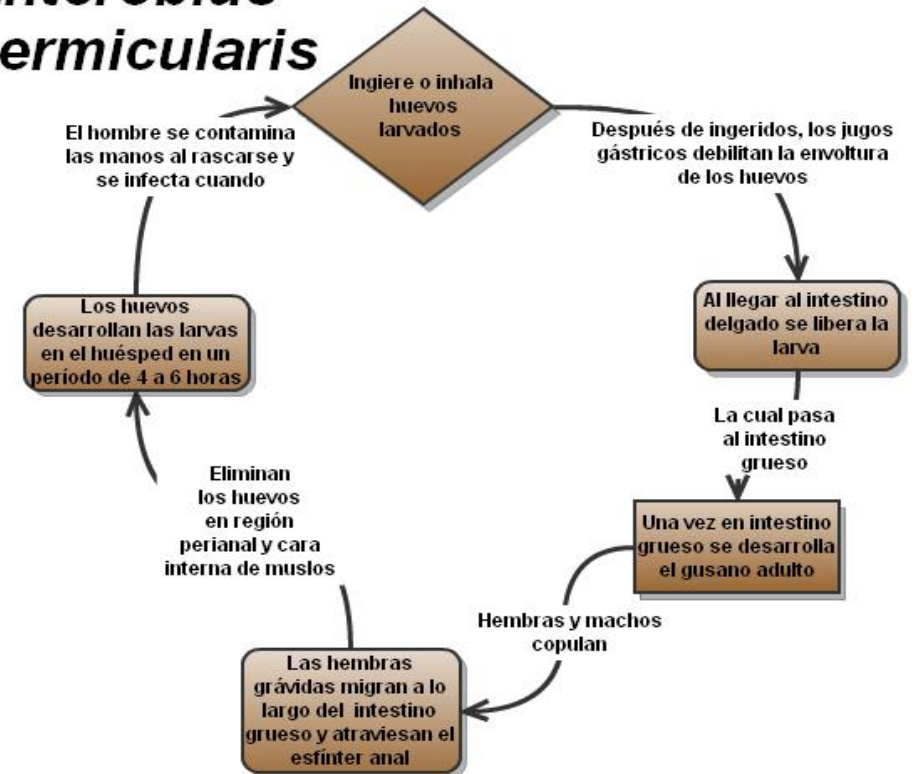 nterobius
ermicularis
Ingiere o inhala
huevos
larvados
Después de ingeridos, los jugos
gástricos debilitan la envoltura
de los huevos
Al llegar al intestino
delgado se libera la
larva
La cual pasa
al intestino
grueso
Una vez en intestino
grueso se desarrolla
el gusano adulto
Hembras y machos
copulan
Las hembras
grávidas migran a lo
largo del intestino
grueso y atraviesan el
esfínter anal
Eliminan
los huevos
en región
perianal y cara
interna de muslos
Los huevos
desarrollan las larvas
en el huésped en un
período de 4 a 6 horas
El hombre se contamina
las manos al rascarse y
se infecta cuando